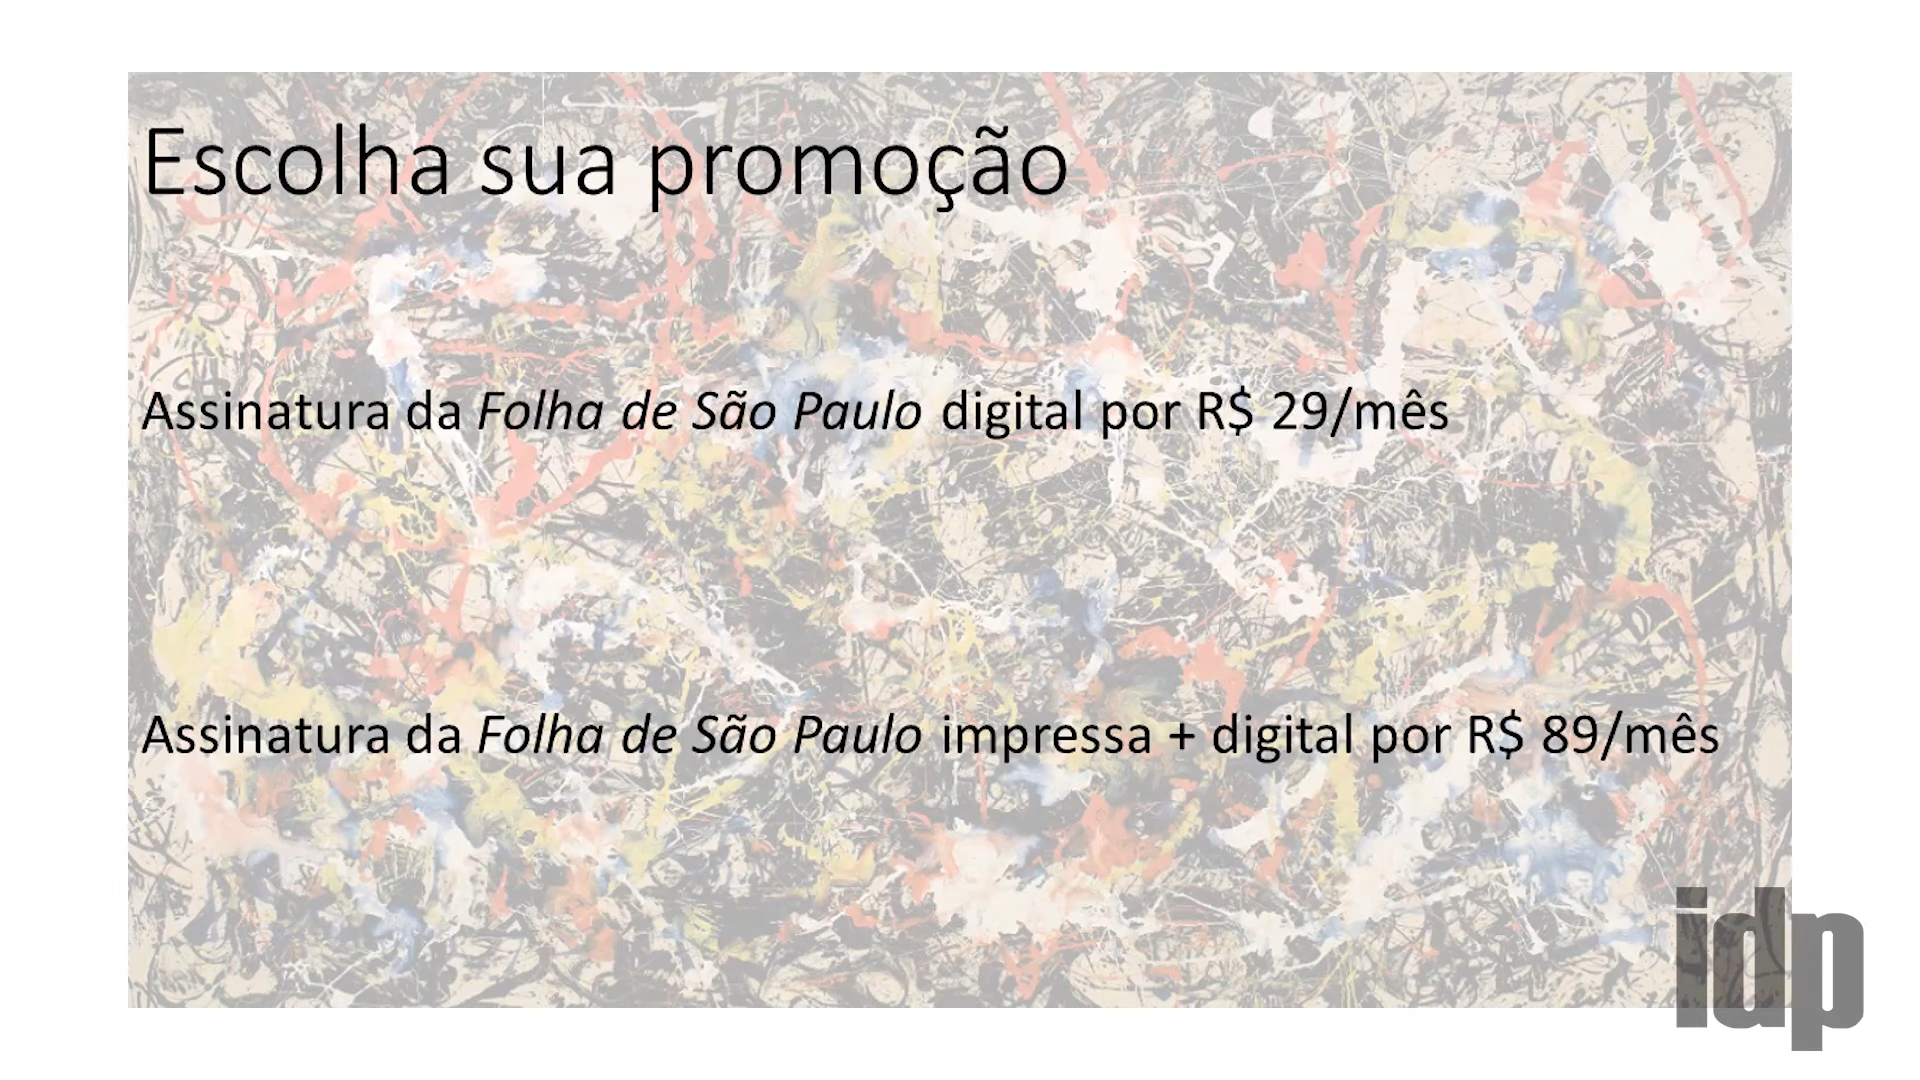 Escolha sua promoção
Assinatura da Folha de São Paulo digital por R$ 29/mês
Assinatura da Folha de São Paulo impressa + digital por R$ 89/mês
idp